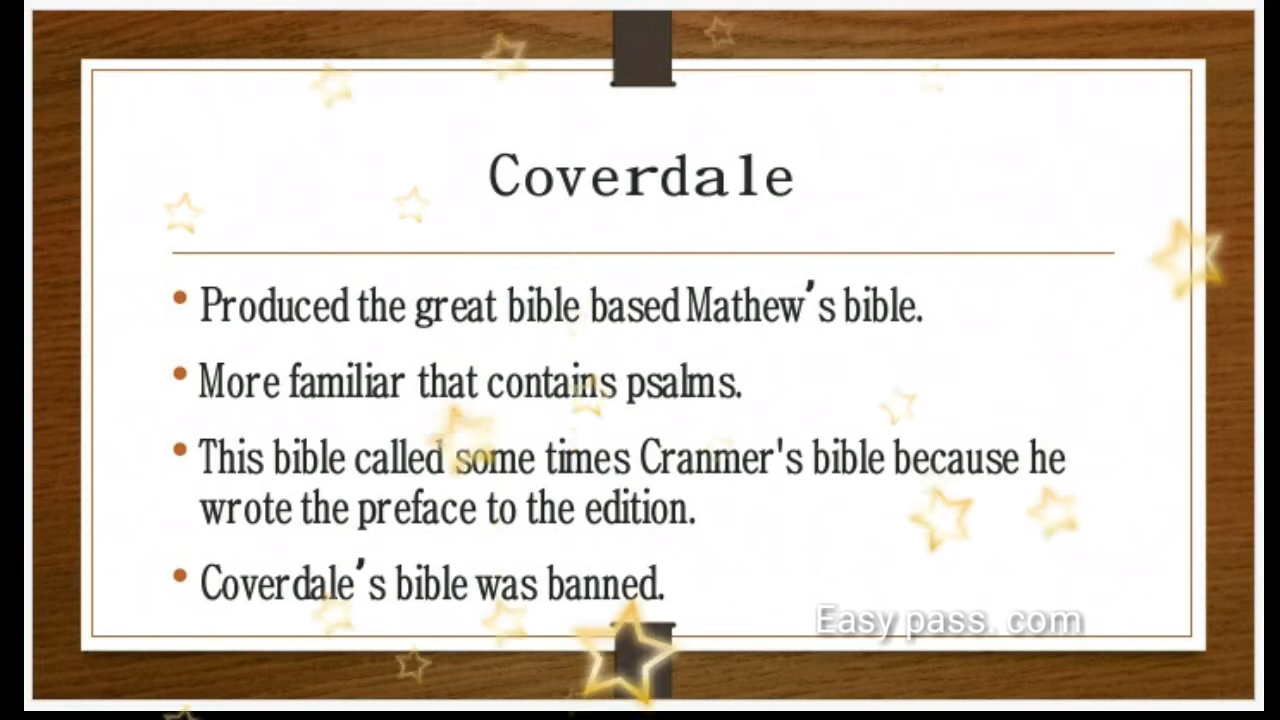 Coverdale
• Produced the great bible based Mathew’s bible.
• More familiar that contains psalms.
• This bible called some times Cranmer's bible because he
wrote the preface to the edition.
• Coverdale’s bible was banned.
Easy pass. com